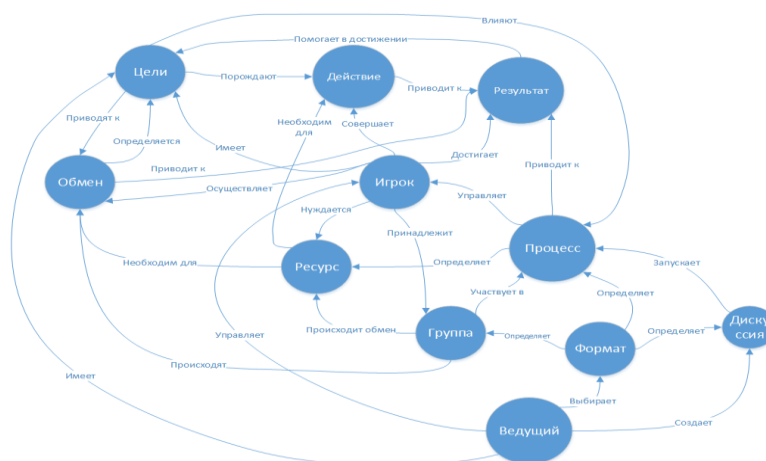 Влияют
Помогает в достижении
Цели
Порождают
Действие
Приводит к
Результат
Приводят к
Необходим
для
Совершает
Определяется
Имеет
Достигает
Приводит к
Приводит к
Обмен
Осуществляет
Игрок
Управляет
Нуждается
Принадлежит
Процесс
Необходим для
Ресурс
Определяет
Запускает
Участвует в
Определяет
Происходит обмен
Группа
Определяет
Определяет
Диску
ссия
Управляет
Формат
Происходят
Имеет
Выбирает
Ведущий
Создает